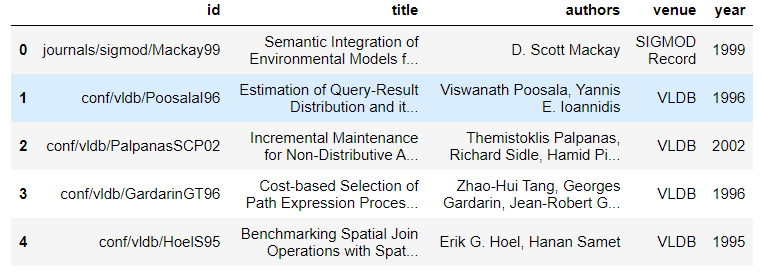 id title authors venue year
0 journals/sigmod/Mackay99 Semantic Integration of Environmental Models f... D. Scott Mackay SIGMOD Record 1999
1 conf/vldb/PoosalaI96 Estimation of Query-Result Distribution and it... Viswanath Poosala, Yannis E. Ioannidis VLDB 1996
2 conf/vldb/PalpanasSCP02 Incremental Maintenance for Non-Distributive A... Themistoklis Palpanas, Richard Sidle, Hamid Pi... VLDB 2002
3 conf/vldb/GardarinGT96 Cost-based Selection of Path Expression Proces... Zhao-Hui Tang, Georges Gardarin, Jean-Robert G... VLDB 1996
4 conf/vldb/HoelS95 Benchmarking Spatial Join Operations with Spat... Erik G. Hoel, Hanan Samet VLDB 1995